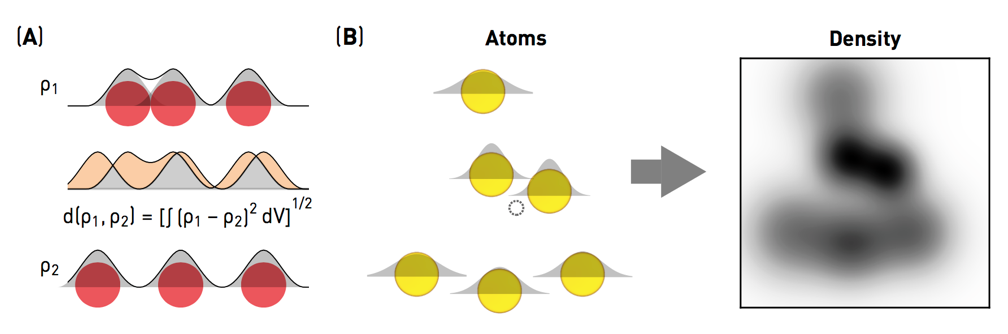 (A)
ρ1
d(ρ1, ρ2) = [∫ (ρ1 − ρ2)² dV]^1/2
ρ2
(B)
Atoms
Density